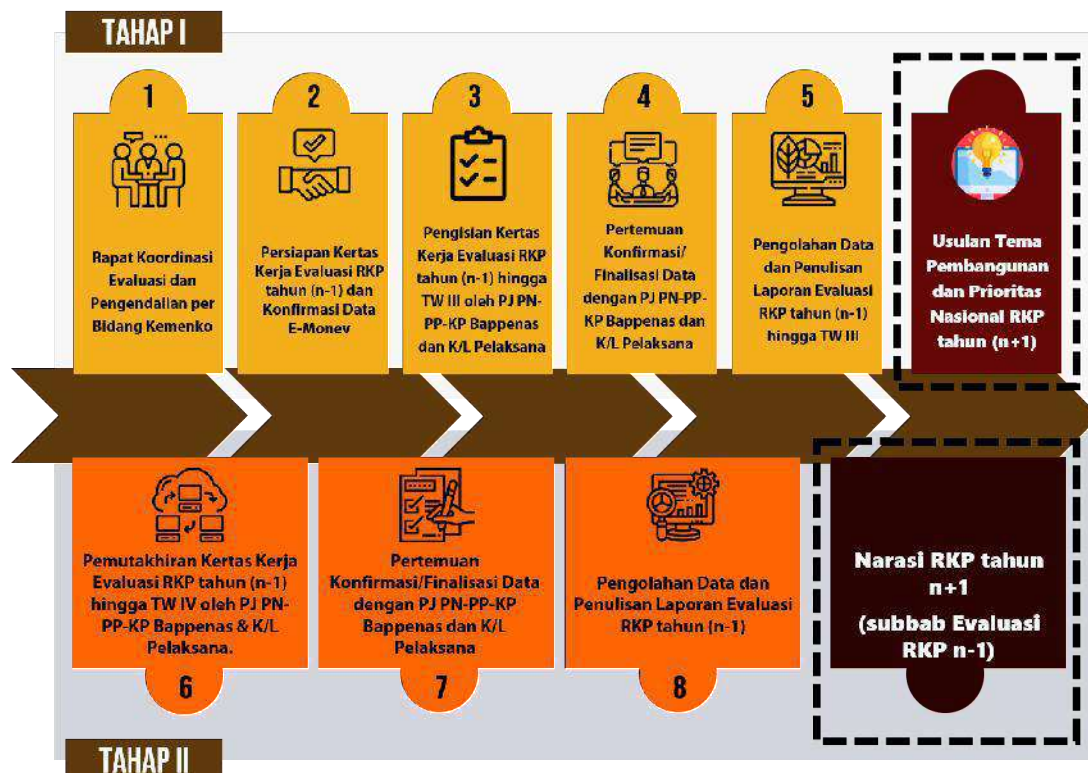 TAHAP I
1
Rapat Koordinasi
Evaluasi dan
Pengendalian per
Bidang Kemenko
2
Persiapan Kertas
Kerja Evaluasi RKP
tahun (n-1) dan
Konfirmasi Data
E-Monev
3
Pengisian Kertas
Kerja Evaluasi RKP
tahun (n-1) hingga
TW III oleh PJ PN-
PP-KP Bappenas
dan K/L Pelaksana
4
Pertemuan
Konfirmasi/
Finalisasi Data
dengan PJ PN-PP-
KP Bappenas dan
K/L Pelaksana
5
Pengolahan Data
dan Penulisan
Laporan Evaluasi
RKP tahun (n-1)
hingga TW III
Usulan Tema
Pembangunan
dan Prioritas
Nasional RKP
tahun (n+1)
Pemutakhiran Kertas Kerja
Evaluasi RKP tahun (n-1)
hingga TW IV oleh PJ PN-
PP-KP Bappenas & K/L
Pelaksana.
6
Pertemuan
Konfirmasi/Finalisasi Data
dengan PJ PN-PP-KP
Bappenas dan K/L
Pelaksana
7
Pengolahan Data dan
Penulisan Laporan Evaluasi
RKP tahun (n-1)
8
Narasi RKP tahun
n+1
(subbab Evaluasi
RKP n-1)
TAHAP II